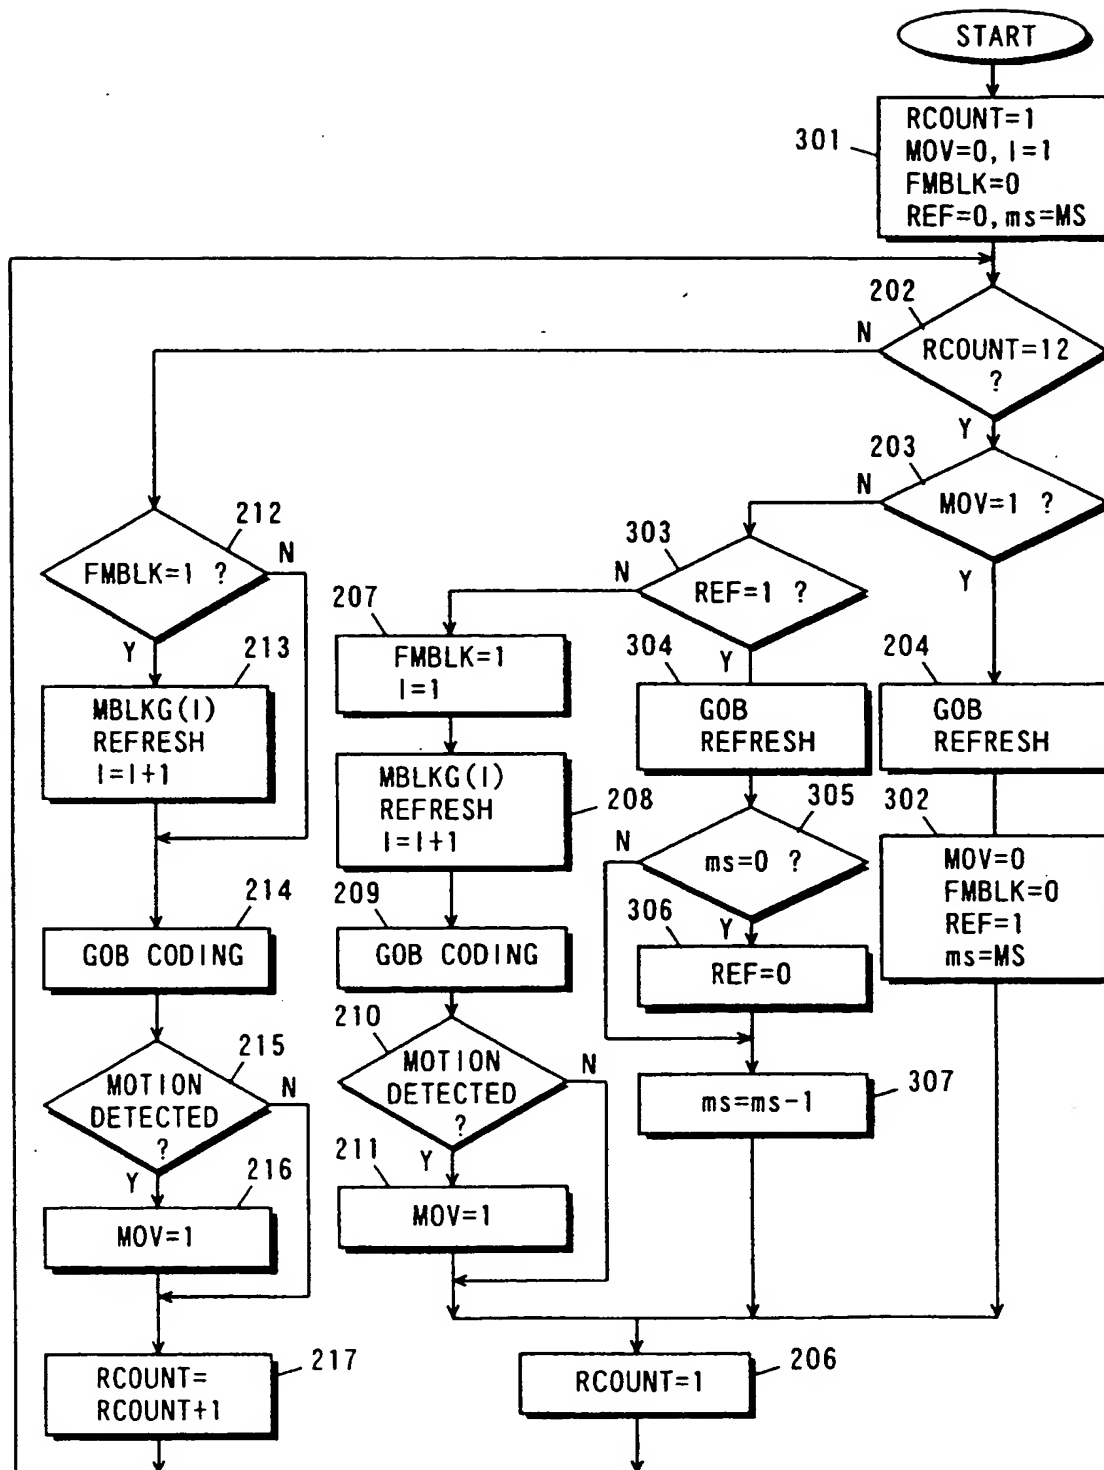 START
301
RCOUNT=1
MOV=0, I=1
FMBLK=0
REF=0, ms=MS
202
N
RCOUNT=12
?
Y
203
N
MOV=1 ?
Y
212
FMBLK=1 ?
N
Y
303
N
REF=1 ?
Y
207
FMBLK=1
I=1
213
MBLKG(I)
REFRESH
I=I+1
304
GOB
REFRESH
204
GOB
REFRESH
MBLKG(I)
REFRESH
I=I+1
208
305
N
ms=0 ?
Y
302
MOV=0
FMBLK=0
REF=1
ms=MS
214
GOB CODING
209
GOB CODING
306
REF=0
215
MOTION
DETECTED
?
N
Y
210
MOTION
DETECTED
?
N
Y
ms=ms-1
307
216
MOV=1
211
MOV=1
RCOUNT=
RCOUNT+1
217
RCOUNT=1
206